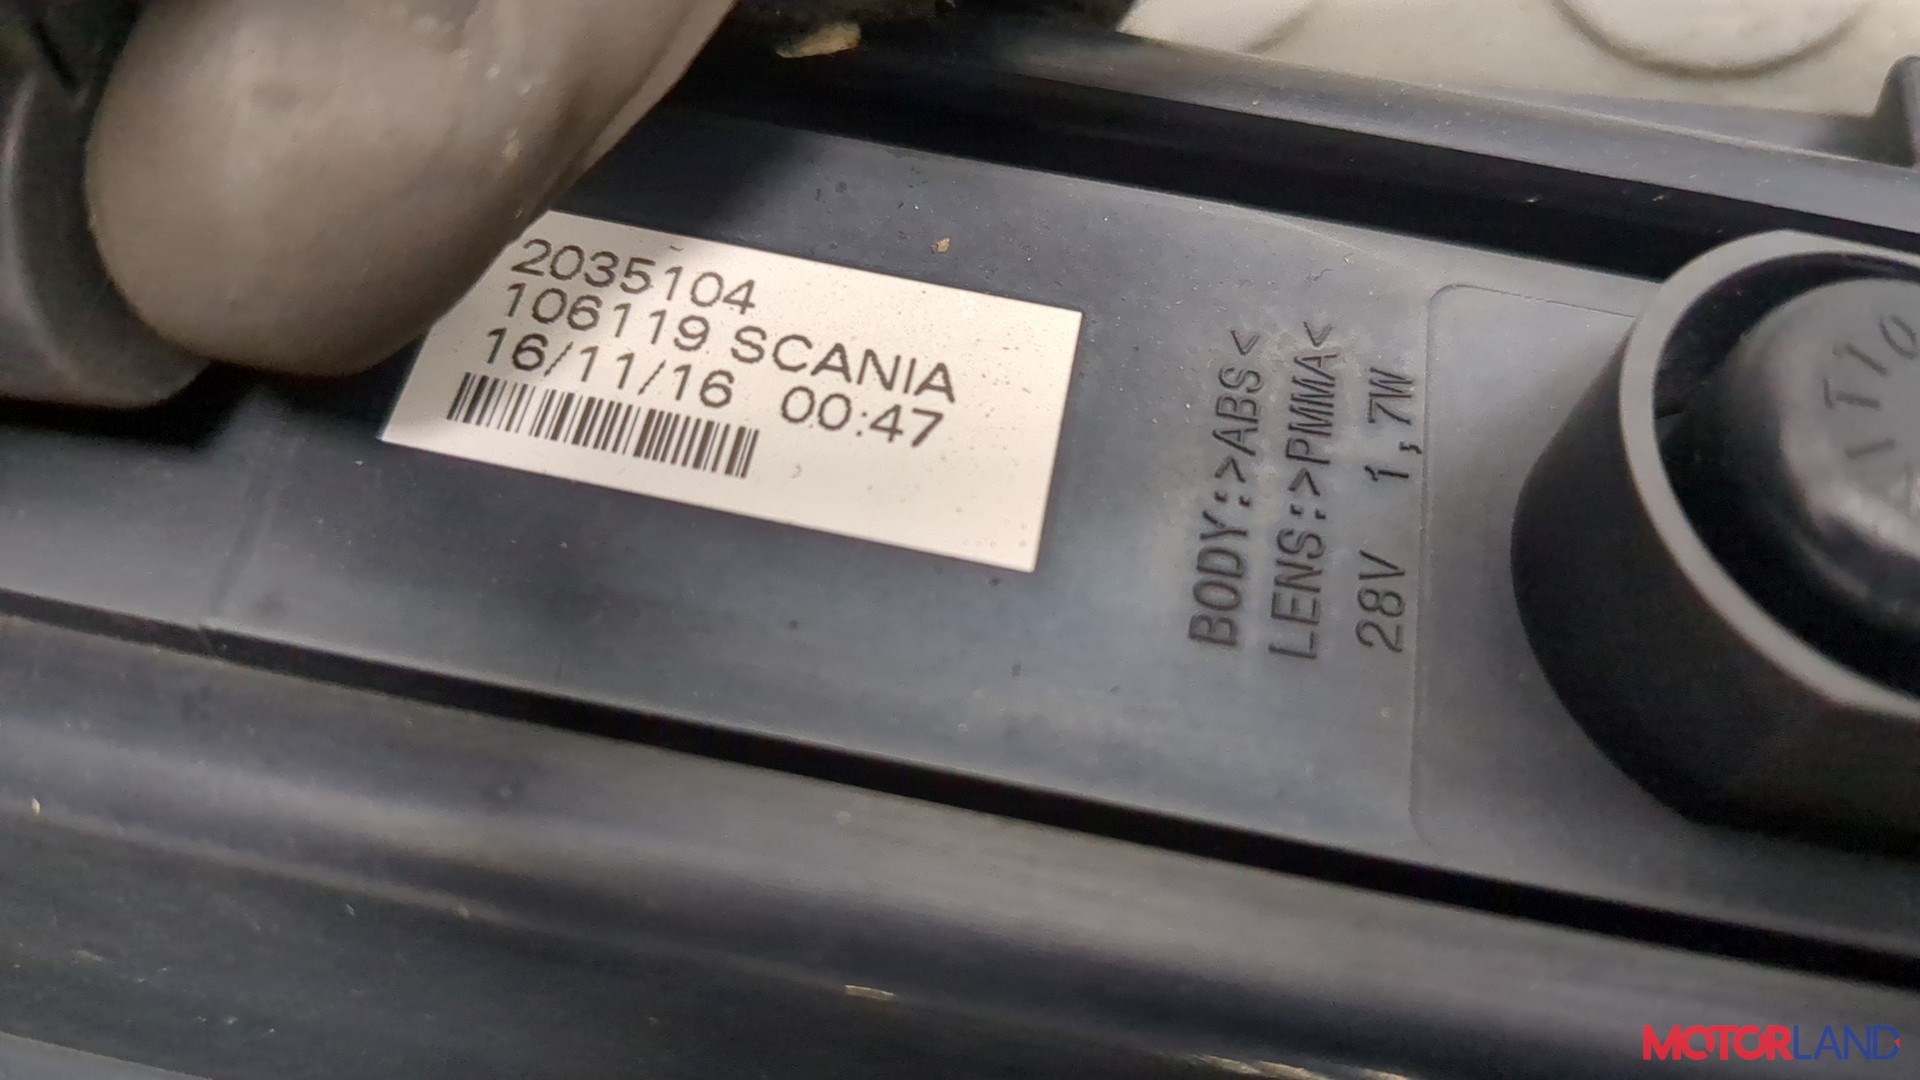 2035104
106119 SCANIA
16/11/16 00:47
BODY:>ABS<
LENS:>PMMA<
28V 1,7W
MOTORLAND